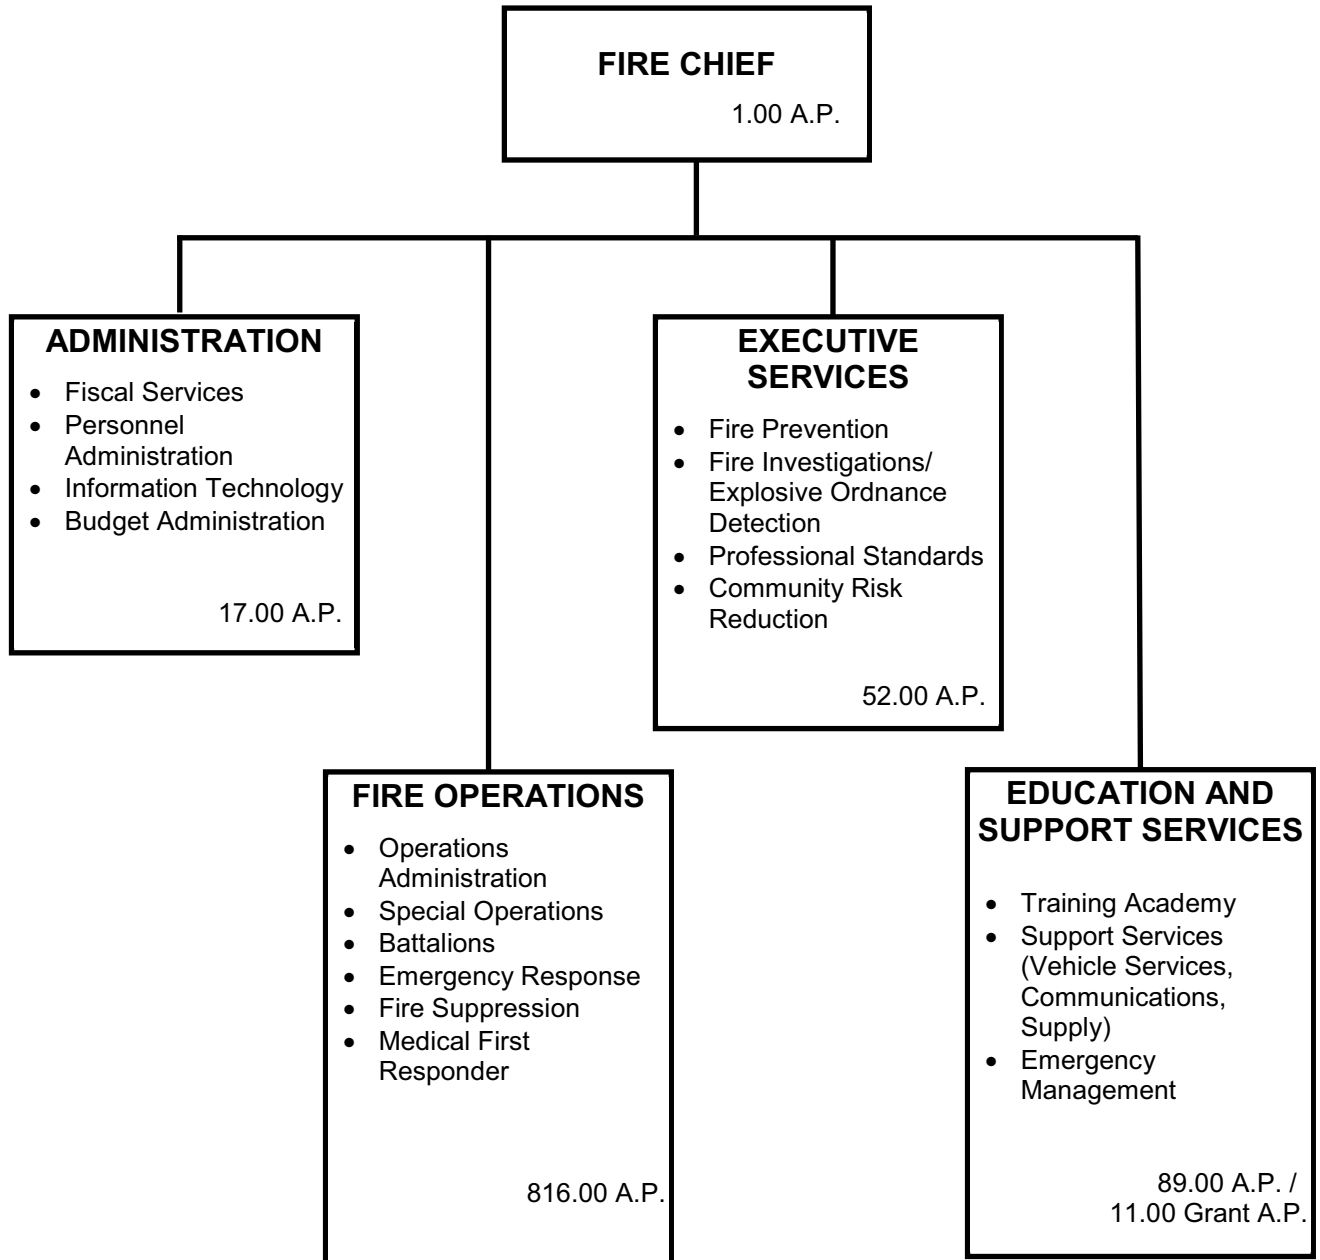 FIRE CHIEF
1.00 A.P.
ADMINISTRATION
• Fiscal Services
• Personnel
Administration
• Information Technology
• Budget Administration
17.00 A.P.
EXECUTIVE
SERVICES
• Fire Prevention
• Fire Investigations/
Explosive Ordnance
Detection
• Professional Standards
• Community Risk
Reduction
52.00 A.P.
FIRE OPERATIONS
• Operations
Administration
• Special Operations
• Battalions
• Emergency Response
• Fire Suppression
• Medical First
Responder
816.00 A.P.
EDUCATION AND
SUPPORT SERVICES
• Training Academy
• Support Services
(Vehicle Services,
Communications,
Supply)
• Emergency
Management
89.00 A.P. /
11.00 Grant A.P.